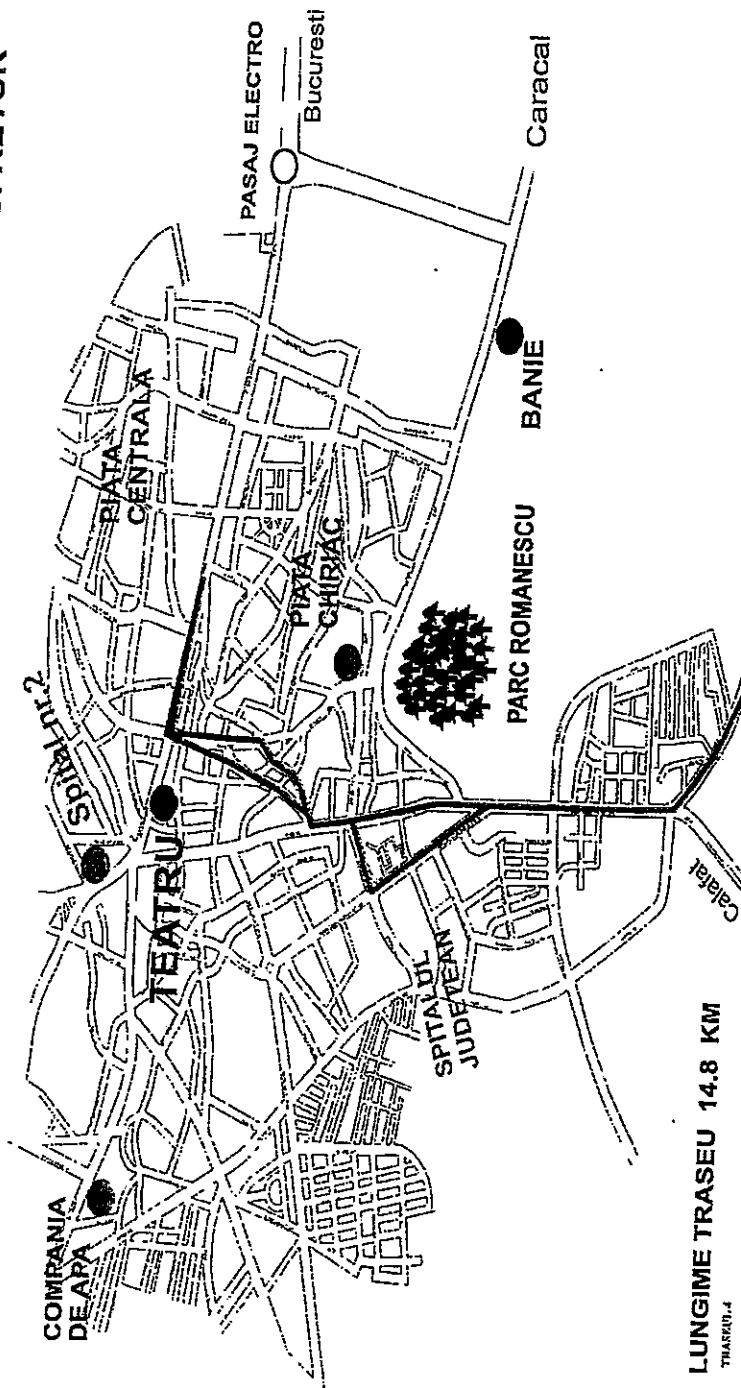 PASAJ ELECTRO
Bucuresti
Caracal
PIATA
CENTRALA
BANIE
PIATA
CHIRIAC
PARC ROMANESCU
Spital nr.2
TEATRU
Calafat
SPITALUL
JUDETEAN
COMPANIA
DE APA
LUNGIME TRASEU 14.8 KM